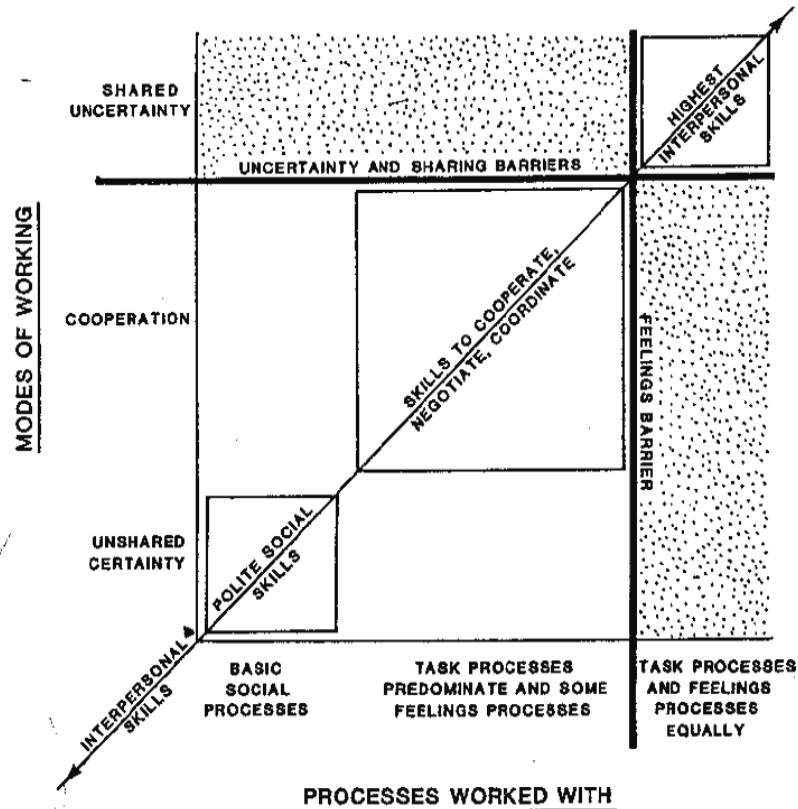 SHARED
UNCERTAINTY
HIGHEST
INTERPERSONAL
SKILLS
UNCERTAINTY AND SHARING BARRIERS
MODES OF WORKING
COOPERATION
SKILLS TO COOPERATE,
NEGOTIATE, COORDINATE
FEELINGS BARRIER
UNSHARED
CERTAINTY
POLITE SOCIAL
SKILLS
INTERPERSONAL
SKILLS
BASIC
SOCIAL
PROCESSES
TASK PROCESSES
PREDOMINATE AND SOME
FEELINGS PROCESSES
TASK PROCESSES
AND FEELINGS
PROCESSES
EQUALLY
PROCESSES WORKED WITH